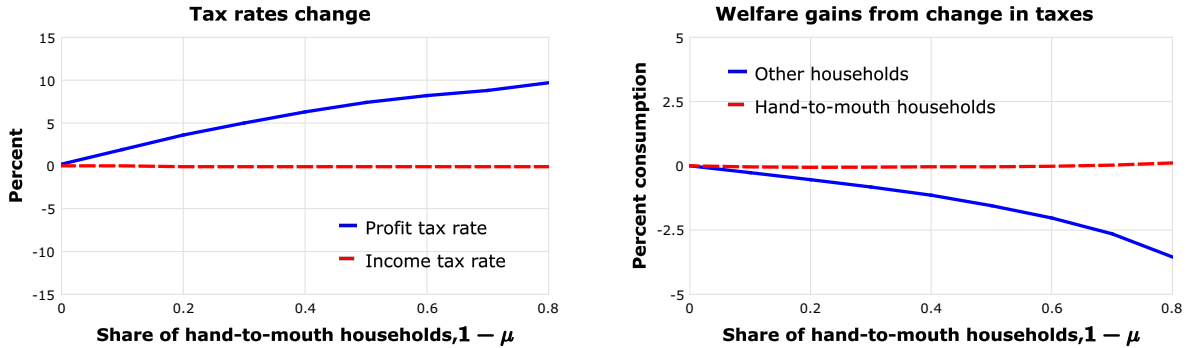 Tax rates change
15
10
5
0
-5
-10
-15
Percent
Profit tax rate
Income tax rate
0
0.2
0.4
0.6
0.8
Share of hand-to-mouth households, 1 − μ
Welfare gains from change in taxes
5
2.5
0
-2.5
-5
Percent consumption
Other households
Hand-to-mouth households
0
0.2
0.4
0.6
0.8
Share of hand-to-mouth households, 1 − μ